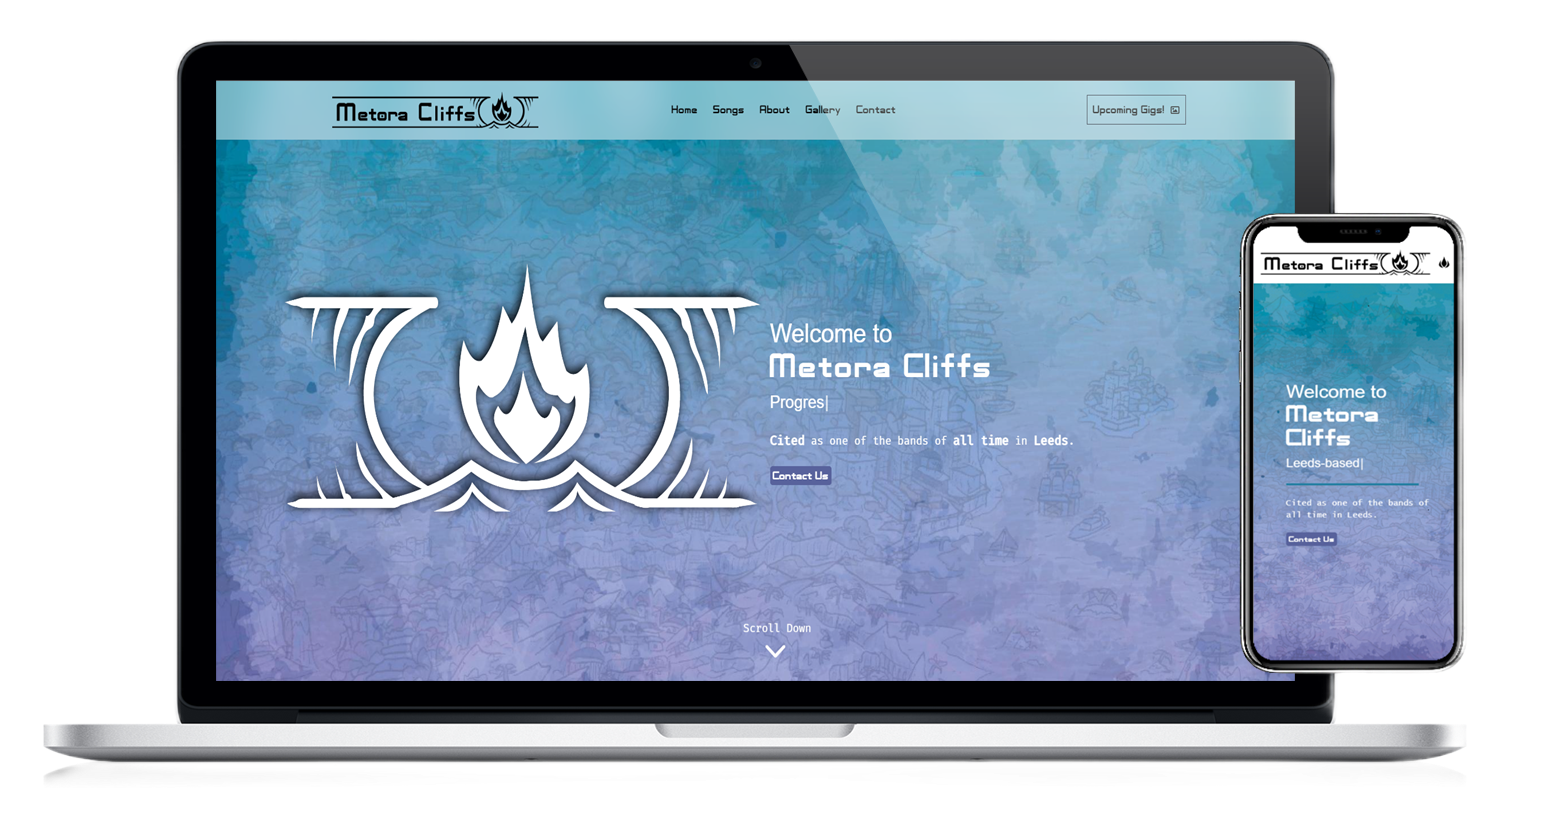 Metora Cliffs
Home Songs About Gallery Contact
Upcoming Gigs!
Welcome to
Metora Cliffs
Progres|
Cited as one of the bands of all time in Leeds.
Contact Us
Scroll Down
Metora Cliffs
Welcome to
Metora
Cliffs
Leeds-based|
Cited as one of the bands of
all time in Leeds.
Contact Us